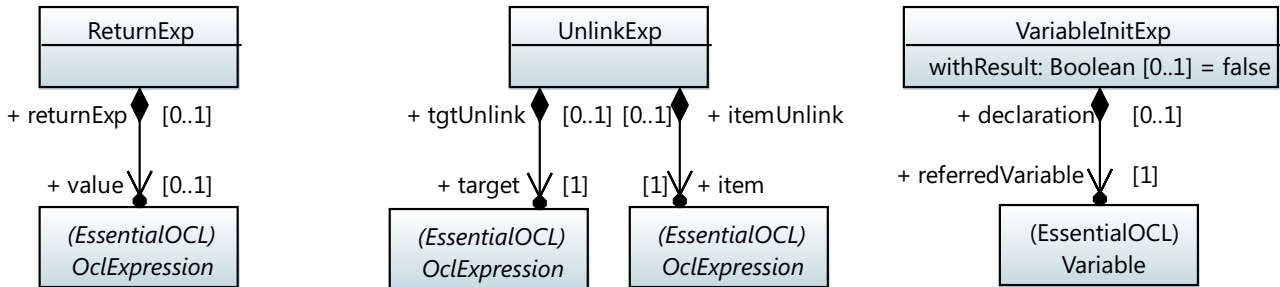 ReturnExp
+ returnExp [0..1]
+ value [0..1]
(EssentialOCL)
OclExpression
UnlinkExp
+ tgtUnlink [0..1] [0..1] + itemUnlink
+ target [1] [1] + item
(EssentialOCL)
OclExpression
(EssentialOCL)
OclExpression
VariableInitExp
withResult: Boolean [0..1] = false
+ declaration [0..1]
+ referredVariable [1]
(EssentialOCL)
Variable